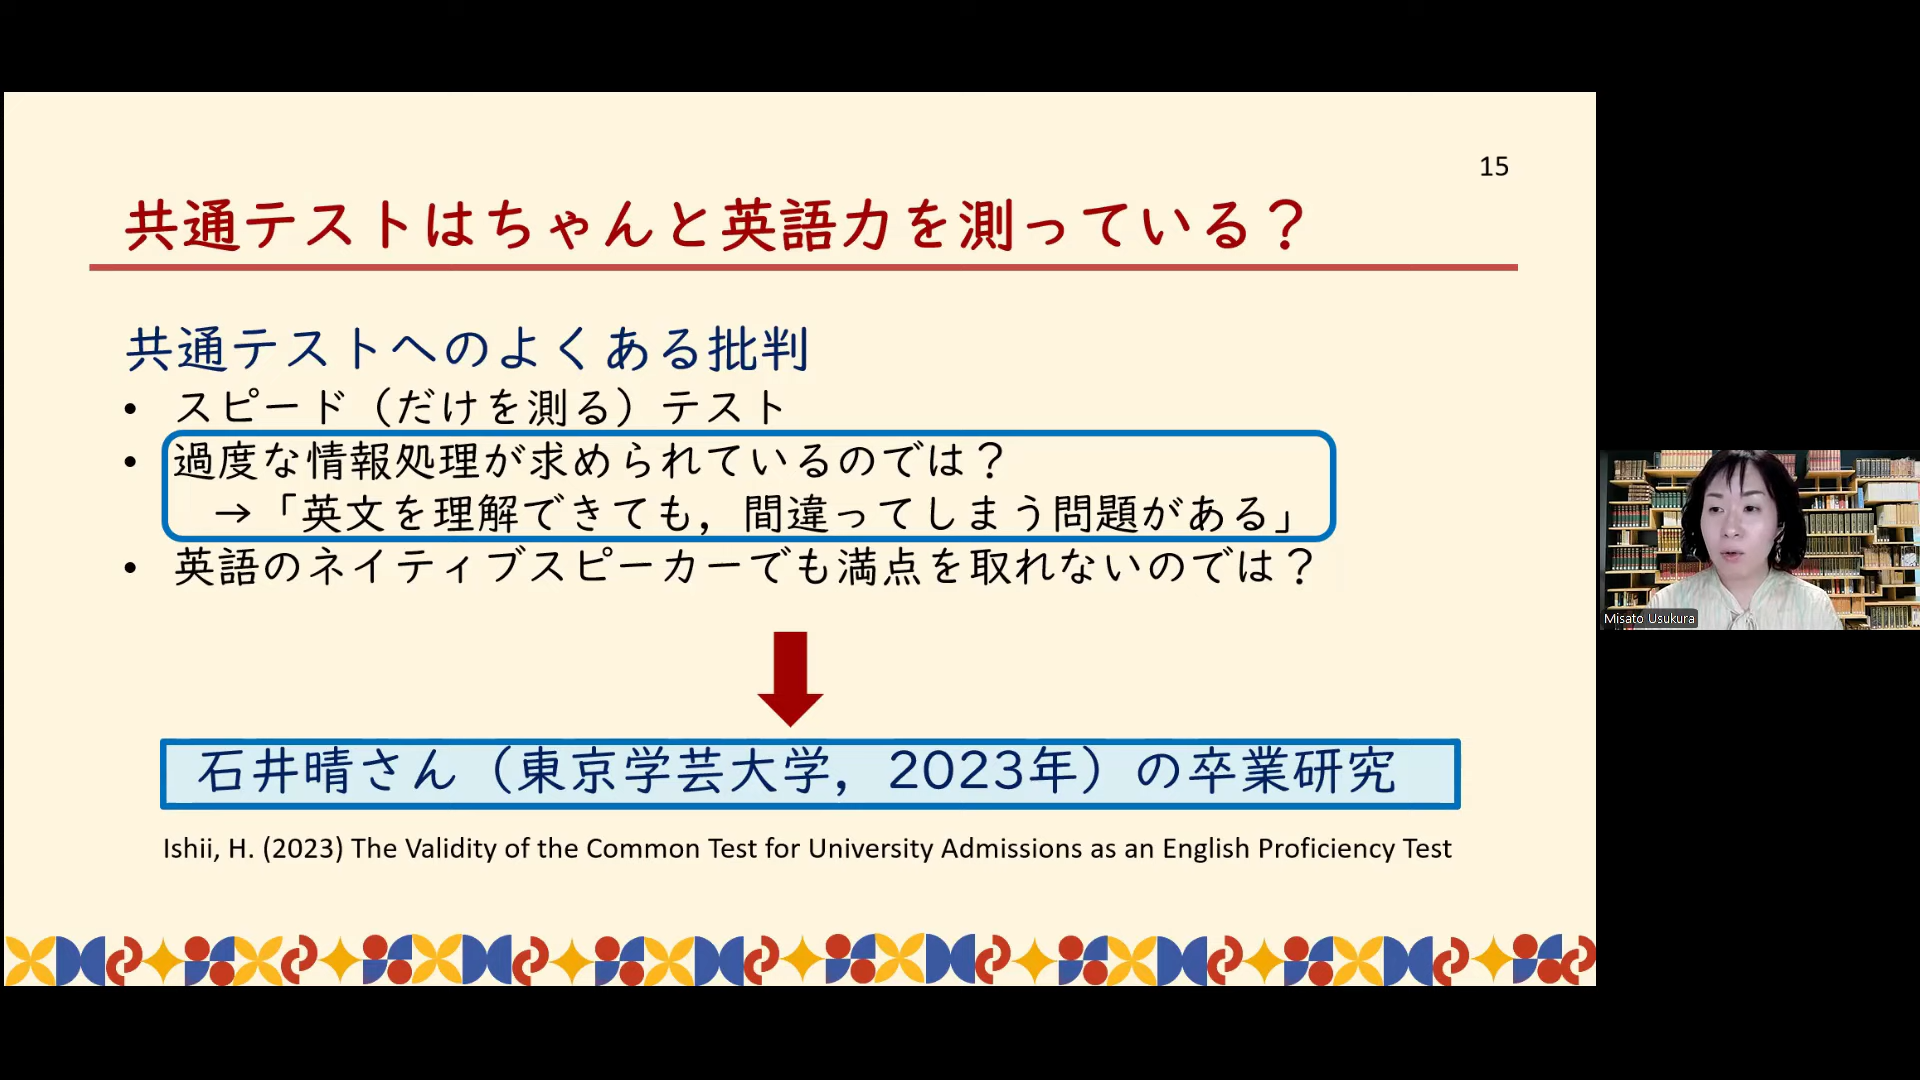 15
共通テストはちゃんと英語力を測っている？
共通テストへのよくある批判
• スピード（だけを測る）テスト
• 過度な情報処理が求められているのでは？
→「英文を理解できても，間違ってしまう問題がある」
• 英語のネイティブスピーカーでも満点を取れないのでは？
石井晴さん（東京学芸大学，2023年）の卒業研究
Ishii, H. (2023) The Validity of the Common Test for University Admissions as an English Proficiency Test
Misato Usukura